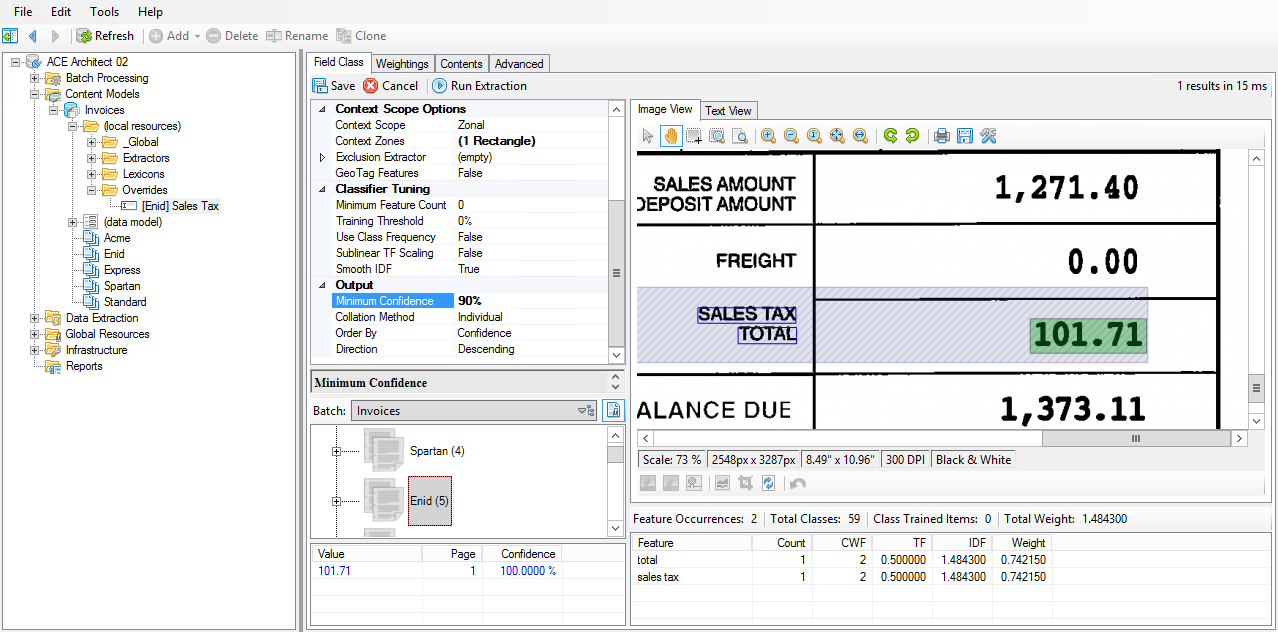 File Edit Tools Help
Refresh Add Delete Rename Clone
ACE Architect 02
Batch Processing
Content Models
Invoices
(local resources)
_Global
Extractors
Lexicons
Overrides
[Enid] Sales Tax
(data model)
Acme
Enid
Express
Spartan
Standard
Data Extraction
Global Resources
Infrastructure
Reports
Field Class Weightings Contents Advanced
Save Cancel Run Extraction 1 results in 15 ms
Context Scope Options
Context Scope Zonal
Context Zones (1 Rectangle)
Exclusion Extractor (empty)
GeoTag Features False
Classifier Tuning
Minimum Feature Count 0
Training Threshold 0%
Use Class Frequency False
Sublinear TF Scaling False
Smooth IDF True
Output
Minimum Confidence 90%
Collation Method Individual
Order By Confidence
Direction Descending
Minimum Confidence
Batch: Invoices
Spartan (4)
Enid (5)
Value Page Confidence
101.71 1 100.0000 %
Image View Text View
SALES AMOUNT 1,271.40
DEPOSIT AMOUNT
FREIGHT 0.00
SALES TAX
TOTAL 101.71
ALANCE DUE 1,373.11
Scale: 73 % 2548px x 3287px 8.49" x 10.96" 300 DPI Black & White
Feature Occurrences: 2 Total Classes: 59 Class Trained Items: 0 Total Weight: 1.484300
Feature Count CWF TF IDF Weight
total 1 2 0.500000 1.484300 0.742150
sales tax 1 2 0.500000 1.484300 0.742150